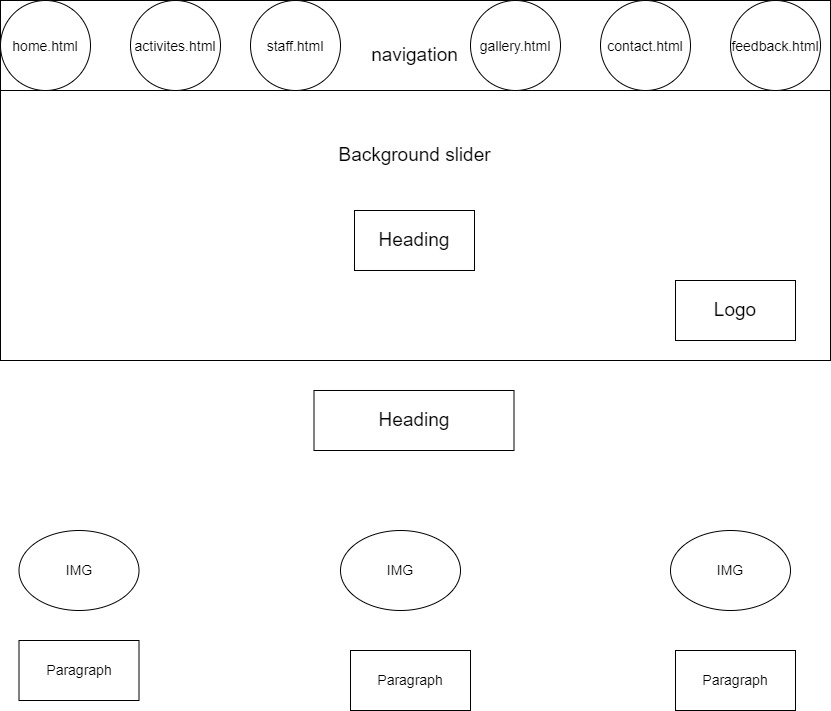 home.html
activites.html
staff.html
navigation
gallery.html
contact.html
feedback.html
Background slider
Heading
Logo
Heading
IMG
IMG
IMG
Paragraph
Paragraph
Paragraph